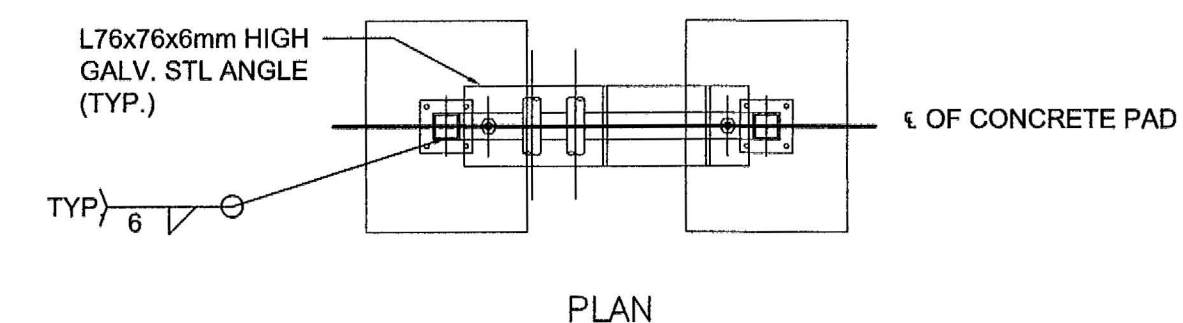 L76x76x6mm HIGH
GALV. STL ANGLE
(TYP.)
℄ OF CONCRETE PAD
TYP
6
PLAN